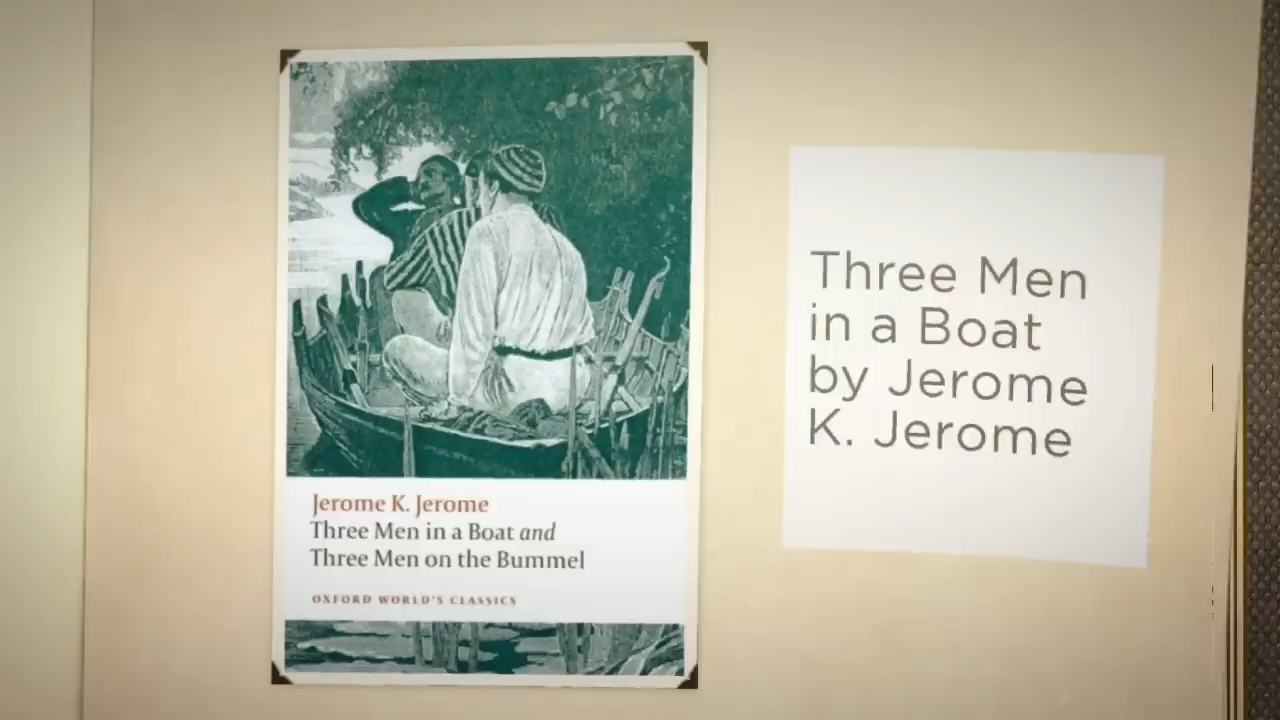 Jerome K. Jerome
Three Men in a Boat and
Three Men on the Bummel
OXFORD WORLD'S CLASSICS
Three Men
in a Boat
by Jerome
K. Jerome